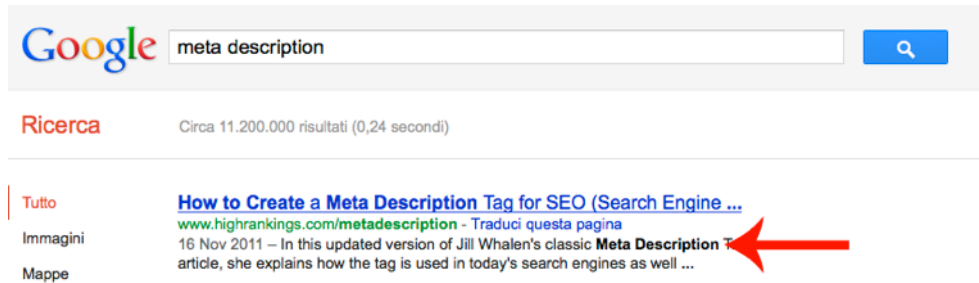 Google meta description
Ricerca Circa 11.200.000 risultati (0,24 secondi)
Tutto
Immagini
Mappe
How to Create a Meta Description Tag for SEO (Search Engine ...
www.highrankings.com/metadescription - Traduci questa pagina
16 Nov 2011 – In this updated version of Jill Whalen's classic Meta Description
article, she explains how the tag is used in today's search engines as well ...